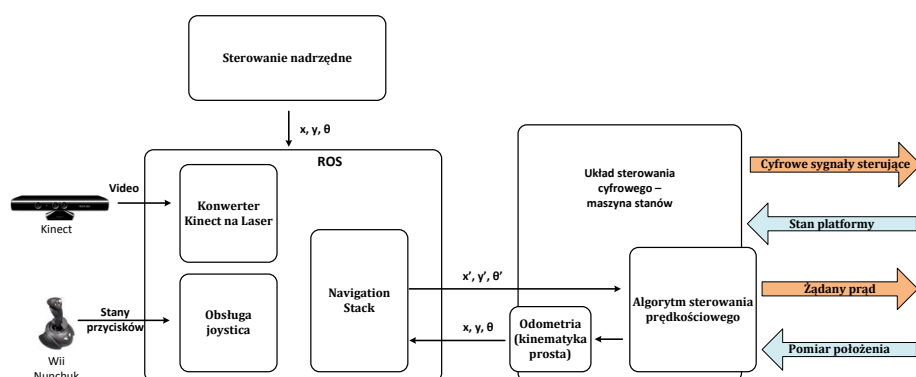 Sterowanie nadrzędne
x, y, θ
ROS
Video
Kinect
Konwerter
Kinect na Laser
Stany
przycisków
Wii
Nunchuk
Obsługa
joystica
Navigation
Stack
x’, y’, θ’
x, y, θ
Układ sterowania
cyfrowego –
maszyna stanów
Odometria
(kinematyka
prosta)
Algorytm sterowania
prędkościowego
Cyfrowe sygnały sterujące
Stan platformy
Żądany prąd
Pomiar położenia